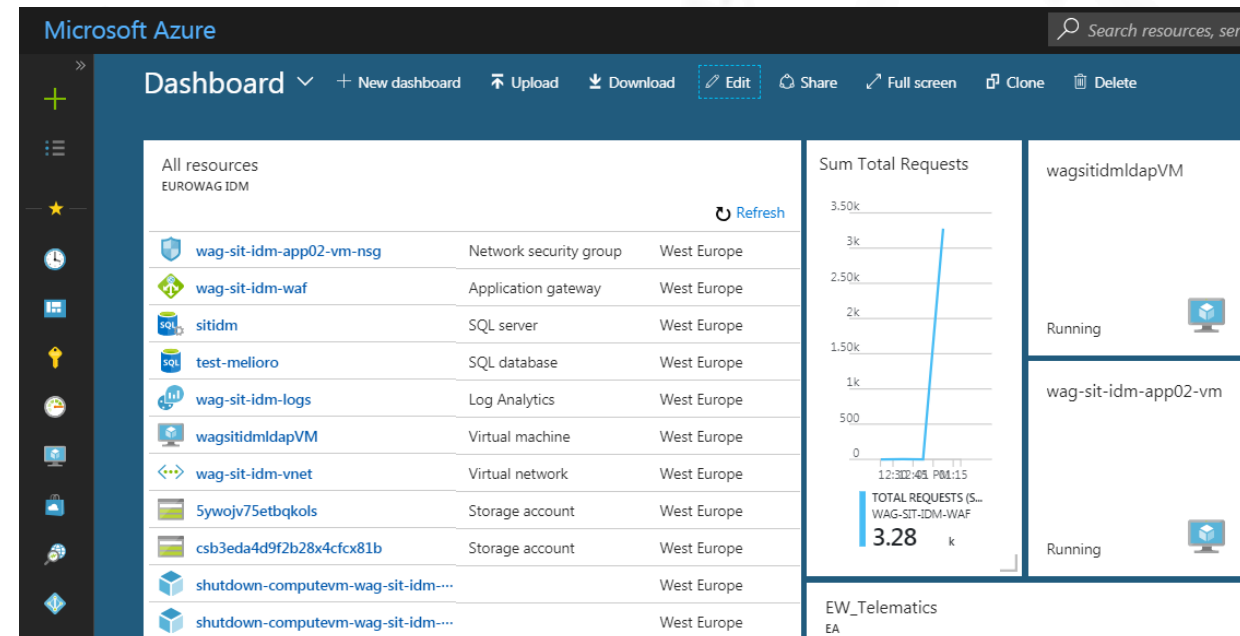 Microsoft Azure
Search resources, ser
»
Dashboard
New dashboard
Upload
Download
Edit
Share
Full screen
Clone
Delete
All resources
EUROWAG IDM
Refresh
wag-sit-idm-app02-vm-nsg Network security group West Europe
wag-sit-idm-waf Application gateway West Europe
sitidm SQL server West Europe
test-melioro SQL database West Europe
wag-sit-idm-logs Log Analytics West Europe
wagsitidmldapVM Virtual machine West Europe
wag-sit-idm-vnet Virtual network West Europe
5ywojv75etbqkols Storage account West Europe
csb3eda4d9f2b28x4cfcx81b Storage account West Europe
shutdown-computevm-wag-sit-idm-··· West Europe
shutdown-computevm-wag-sit-idm-··· West Europe
Sum Total Requests
3.50k
3k
2.50k
2k
1.50k
1k
500
0
12:30
TOTAL REQUESTS (S...
WAG-SIT-IDM-WAF
3.28 k
wagsitidmldapVM
Running
wag-sit-idm-app02-vm
Running
EW_Telematics
EA